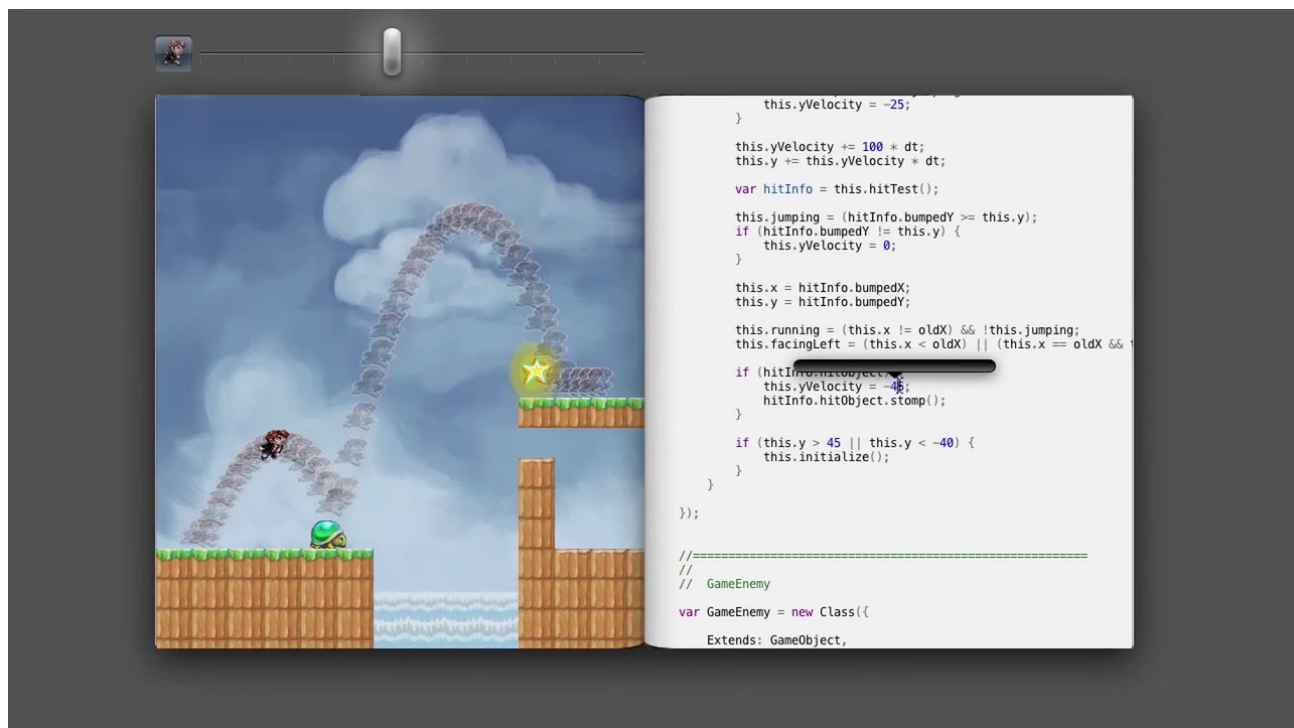 this.yVelocity = -25;
}
this.yVelocity += 100 * dt;
this.y += this.yVelocity * dt;
var hitInfo = this.hitTest();
this.jumping = (hitInfo.bumpedY >= this.y);
if (hitInfo.bumpedY != this.y) {
this.yVelocity = 0;
}
this.x = hitInfo.bumpedX;
this.y = hitInfo.bumpedY;
this.running = (this.x != oldX) && !this.jumping;
this.facingLeft = (this.x < oldX) || (this.x == oldX &&
if (hitInfo.hitObject)
this.yVelocity = -45;
hitInfo.hitObject.stomp();
}
if (this.y > 45 || this.y < -40) {
this.initialize();
}
}
});
//========================================================
//
// GameEnemy
var GameEnemy = new Class({
Extends: GameObject,